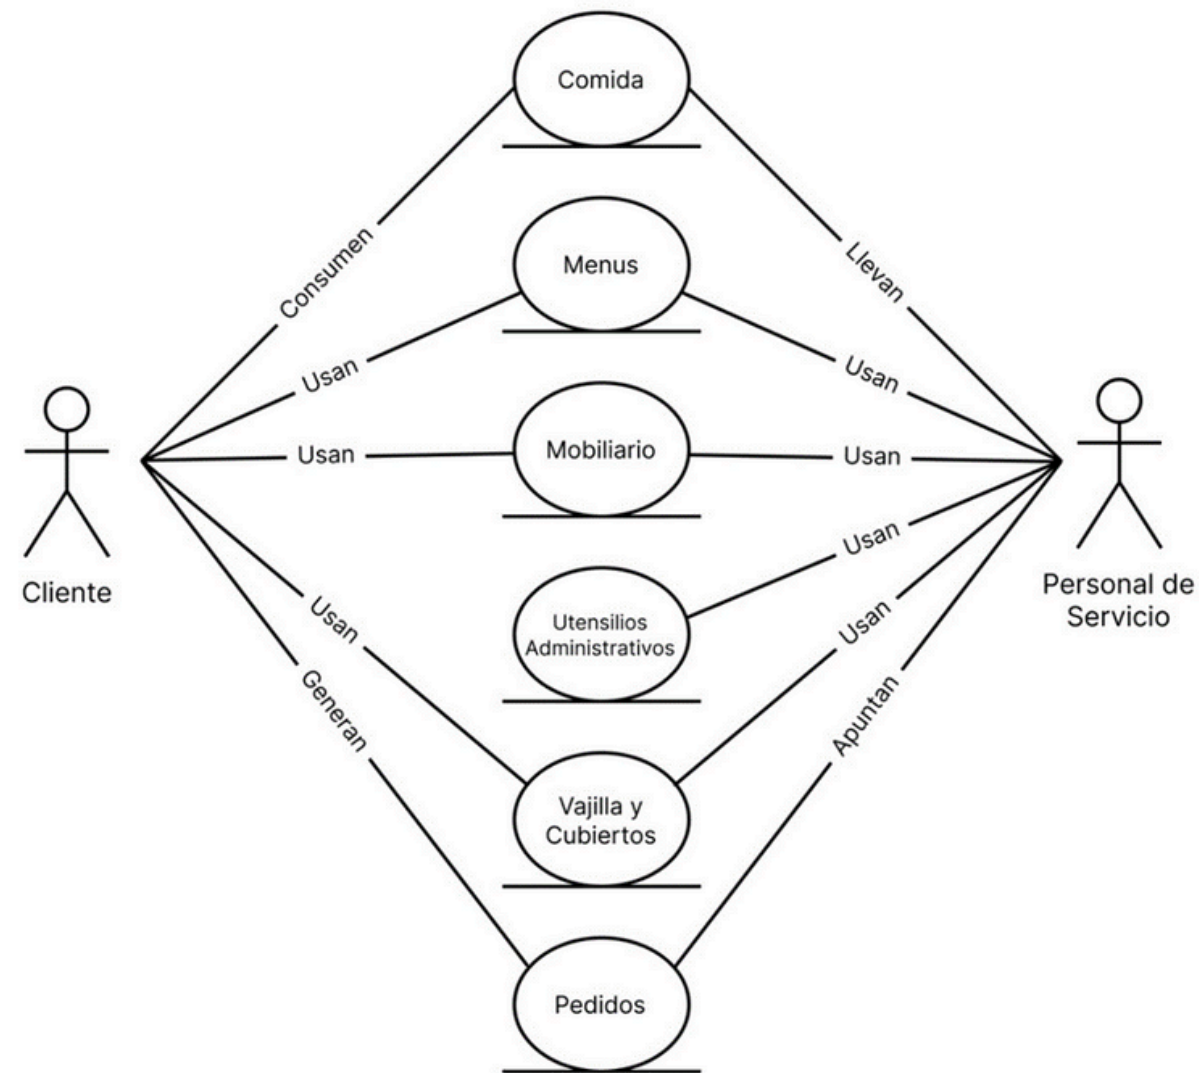 Comida
Consumen
Llevan
Menus
Usan
Usan
Mobiliario
Usan
Usan
Cliente
Personal de
Servicio
Utensilios
Administrativos
Usan
Usan
Usan
Vajilla y
Cubiertos
Generan
Apuntan
Pedidos